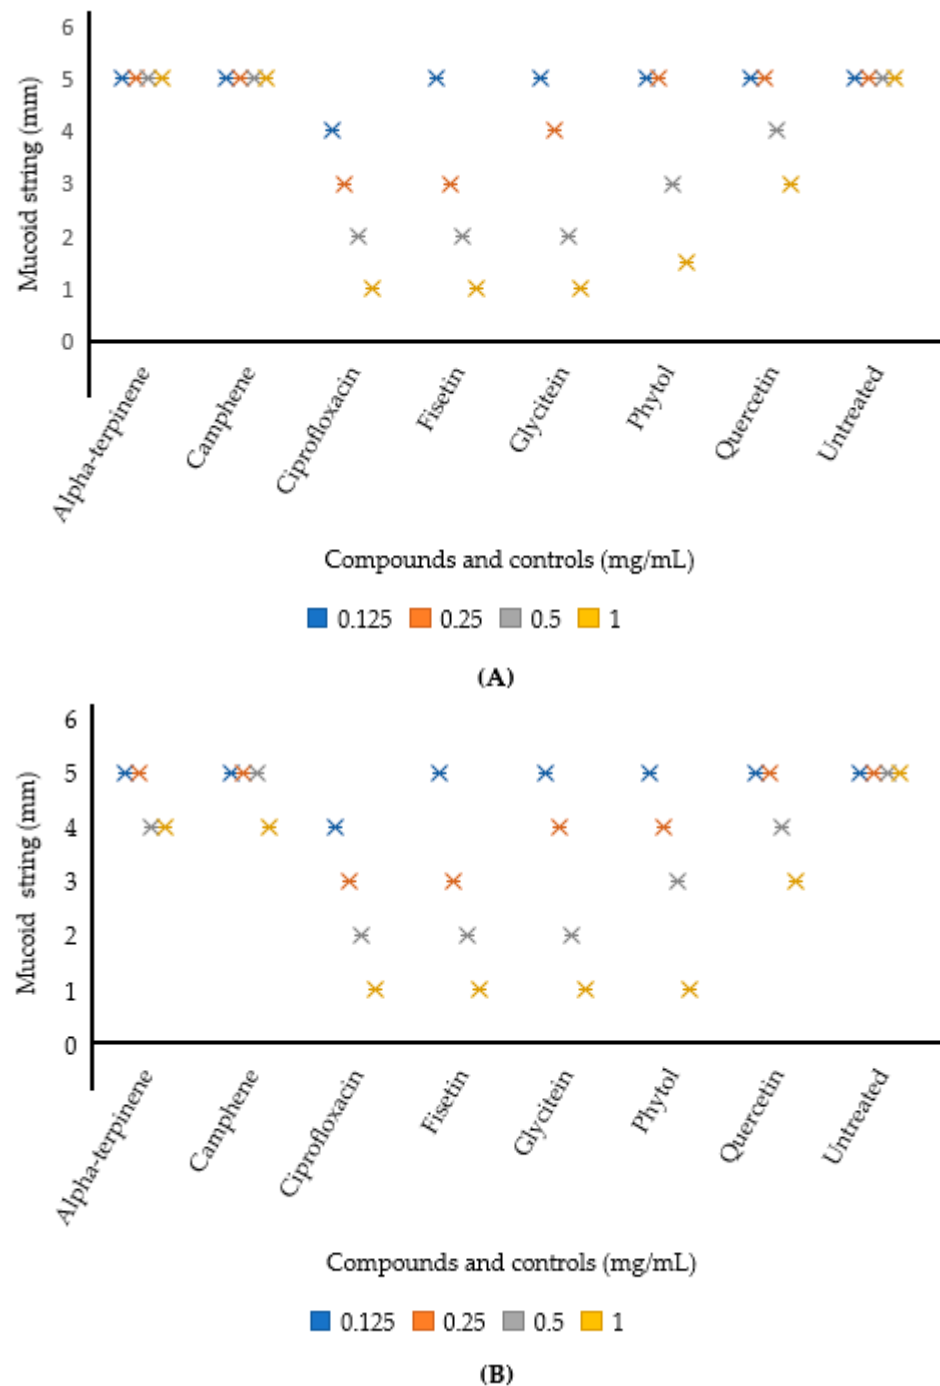 6
5
4
3
2
1
0
Mucoid string (mm)
Alpha-terpinene
Camphene
Ciprofloxacin
Fisetin
Glycitein
Phytol
Quercetin
Untreated
Compounds and controls (mg/mL)
0.125 0.25 0.5 1
(A)
6
5
4
3
2
1
0
Mucoid string (mm)
Alpha-terpinene
Camphene
Ciprofloxacin
Fisetin
Glycitein
Phytol
Quercetin
Untreated
Compounds and controls (mg/mL)
0.125 0.25 0.5 1
(B)